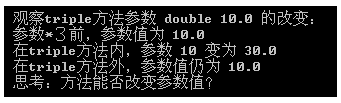 观察triple方法参数 double 10.0 的改变：
参数*３前，参数值为 10.0
在triple方法内，参数 10 变为 30.0
在triple方法外，参数值仍为 10.0
思考：方法能否改变参数值？